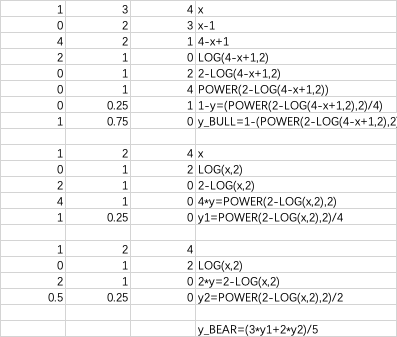 1 3 4 x
0 2 3 x-1
4 2 1 4-x+1
2 1 0 LOG(4-x+1,2)
0 1 2 2-LOG(4-x+1,2)
0 1 4 POWER(2-LOG(4-x+1,2))
0 0.25 1 1-y=(POWER(2-LOG(4-x+1,2),2)/4)
1 0.75 0 y_BULL=1-(POWER(2-LOG(4-x+1,2),2
1 2 4 x
0 1 2 LOG(x,2)
2 1 0 2-LOG(x,2)
4 1 0 4*y=POWER(2-LOG(x,2),2)
1 0.25 0 y1=POWER(2-LOG(x,2),2)/4
1 2 4
0 1 2 LOG(x,2)
2 1 0 2*y=2-LOG(x,2)
0.5 0.25 0 y2=POWER(2-LOG(x,2),2)/2
y_BEAR=(3*y1+2*y2)/5